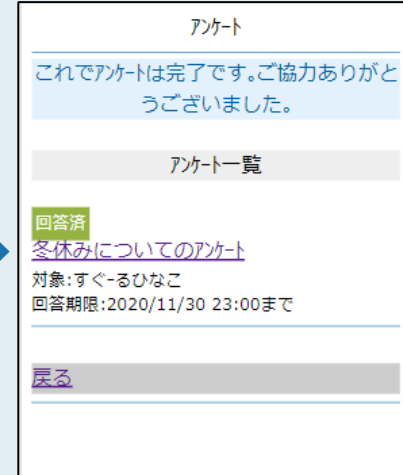 ｱﾝｹｰﾄ
これでｱﾝｹｰﾄは完了です。ご協力ありがと
うございました。
ｱﾝｹｰﾄ一覧
回答済
冬休みについてのｱﾝｹｰﾄ
対象:すぐｰるひなこ
回答期限:2020/11/30 23:00まで
戻る